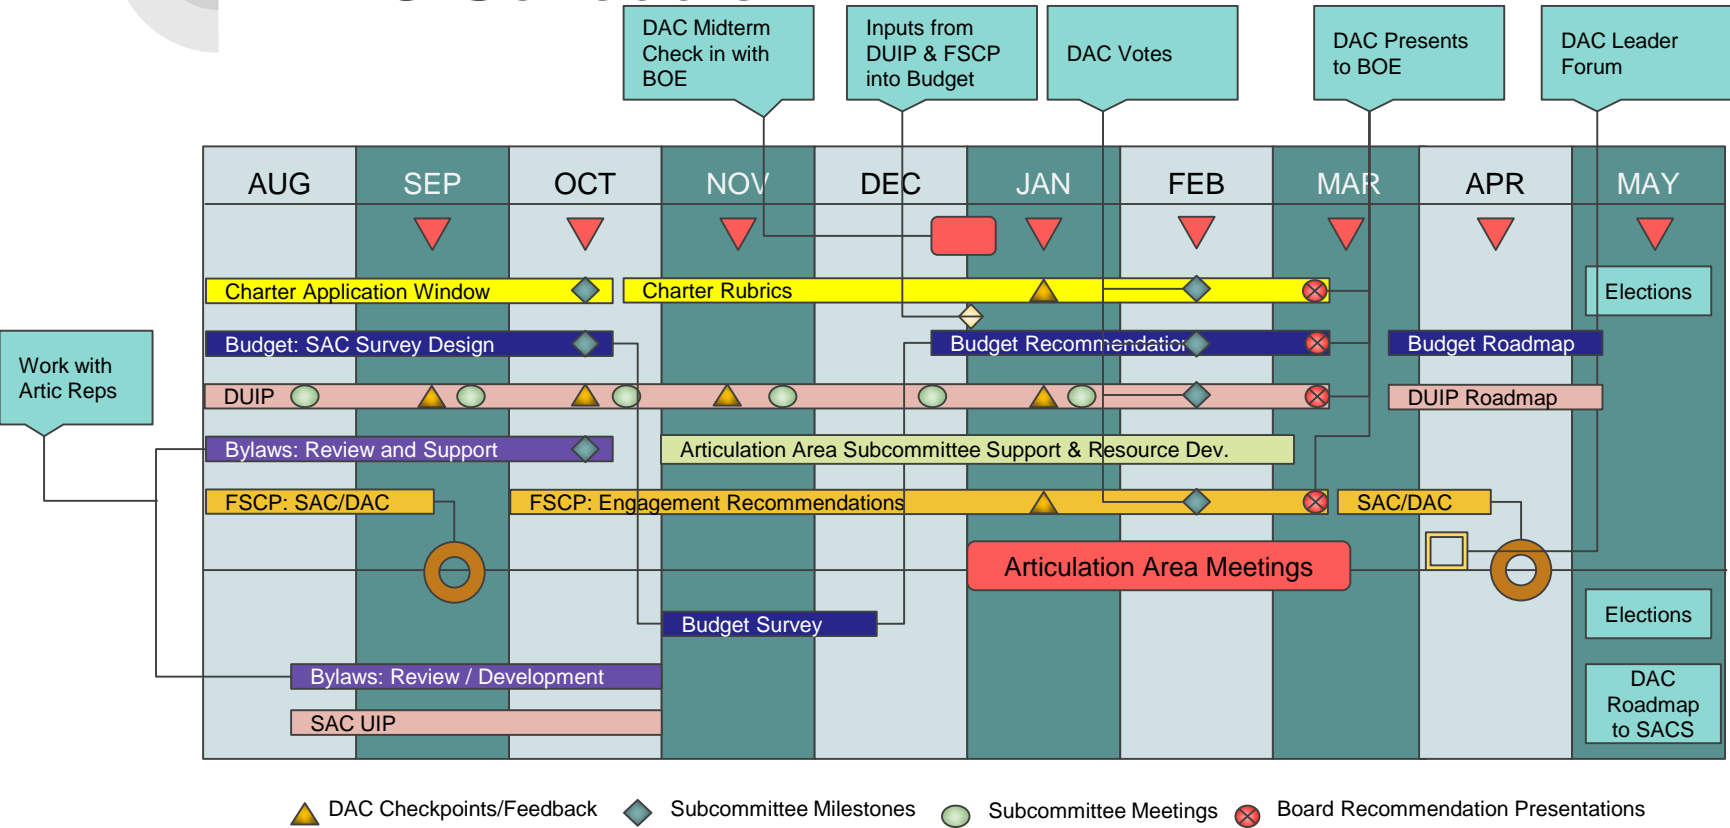 DAC Midterm
Check in with
BOE
Inputs from
DUIP & FSCP
into Budget
DAC Votes
DAC Presents
to BOE
DAC Leader
Forum
AUG SEP OCT NOV DEC JAN FEB MAR APR MAY
Charter Application Window
Charter Rubrics
Elections
Budget: SAC Survey Design
Budget Recommendation
Budget Roadmap
Work with
Artic Reps
DUIP
DUIP Roadmap
Bylaws: Review and Support
Articulation Area Subcommittee Support & Resource Dev.
FSCP: SAC/DAC
FSCP: Engagement Recommendations
SAC/DAC
Articulation Area Meetings
Elections
Budget Survey
Bylaws: Review / Development
DAC
Roadmap
to SACS
SAC UIP
DAC Checkpoints/Feedback
Subcommittee Milestones
Subcommittee Meetings
Board Recommendation Presentations